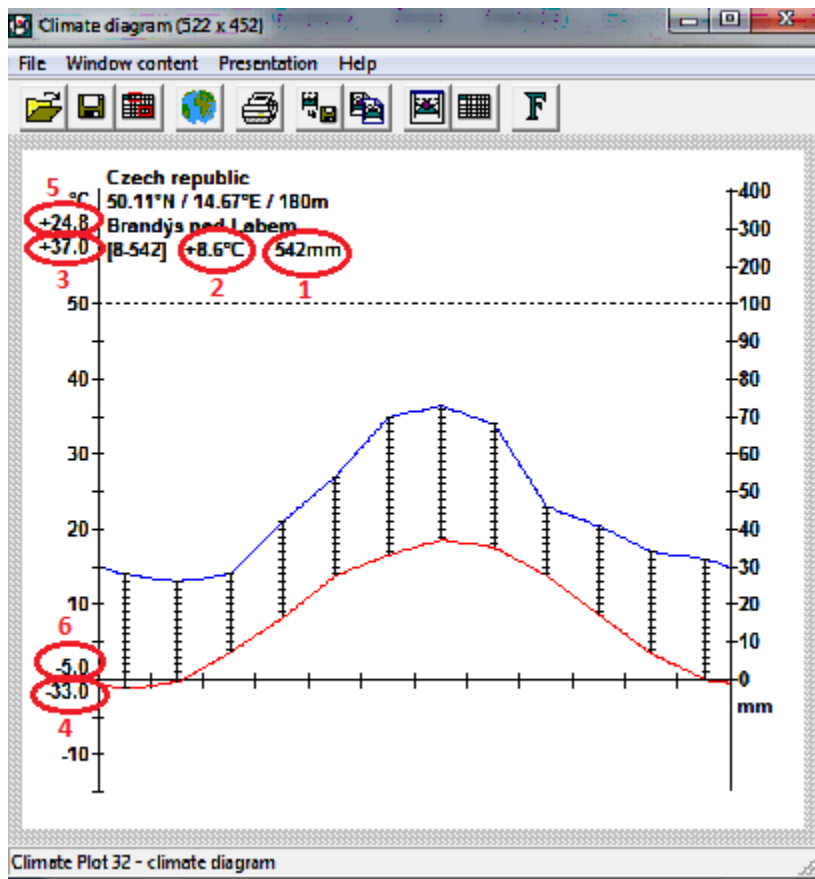 Climate diagram (522 x 452)
File Window content Presentation Help
F
Czech republic
5 °C 50.11°N / 14.67°E / 180m
+24.8 Brandýs nad Labem
+37.0 [8-542] +8.6°C 542mm
3 2 1
400
300
200
50 100
90
40 80
70
30 60
50
20 40
30
10 20
6 10
-5.0
-33.0 0
4 mm
-10
Climate Plot 32 - climate diagram